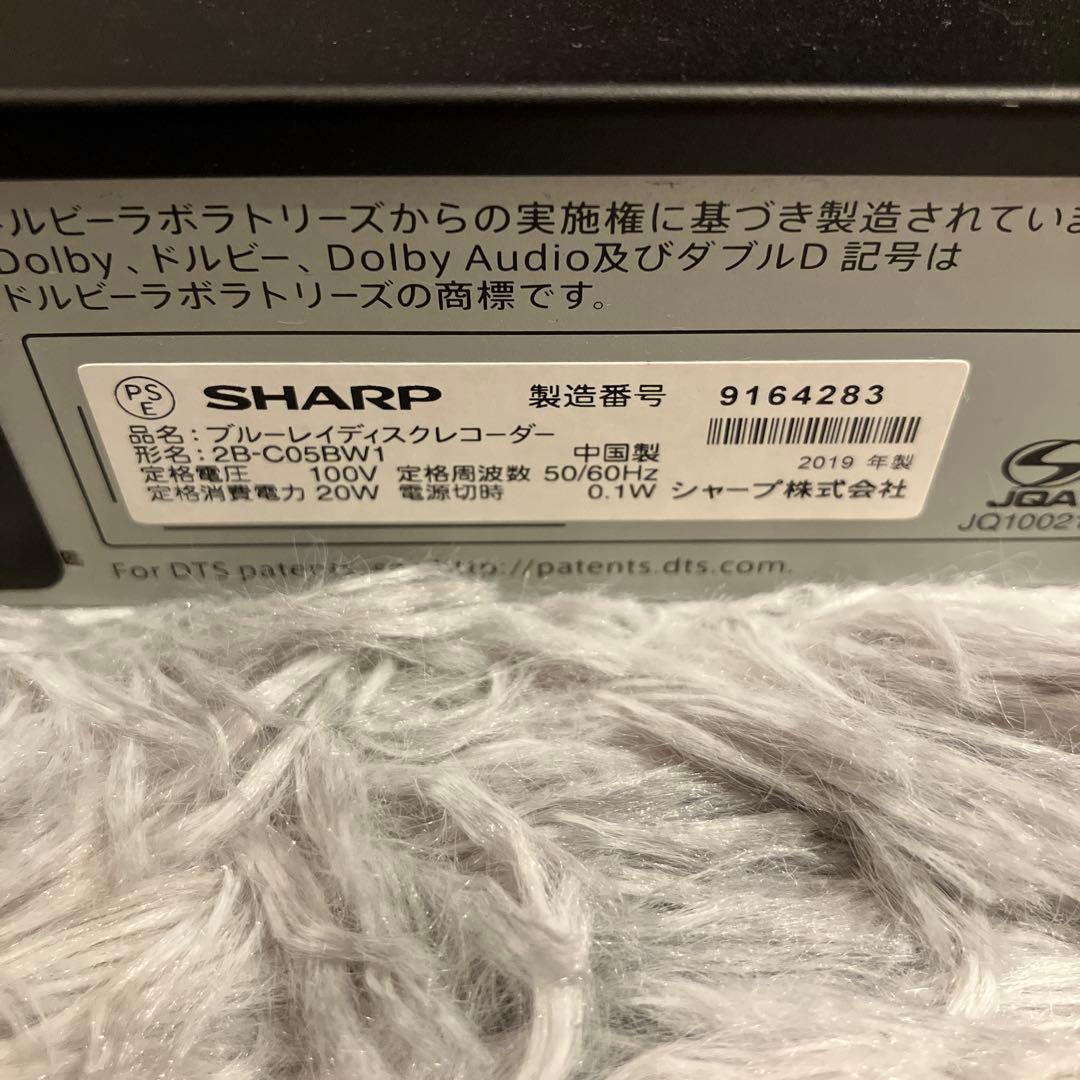 ドルビーラボラトリーズからの実施権に基づき製造されていま
Dolby、ドルビー、Dolby Audio及びダブルD 記号は
ドルビーラボラトリーズの商標です。
PSE SHARP 製造番号 9164283
品名：ブルーレイディスクレコーダー
形名：2B-C05BW1 中国製 2019 年製
定格電圧 100V 定格周波数 50/60Hz
定格消費電力 20W 電源切時 0.1W シャープ株式会社
JQA
JQ10021
For DTS patents, see http://patents.dts.com.